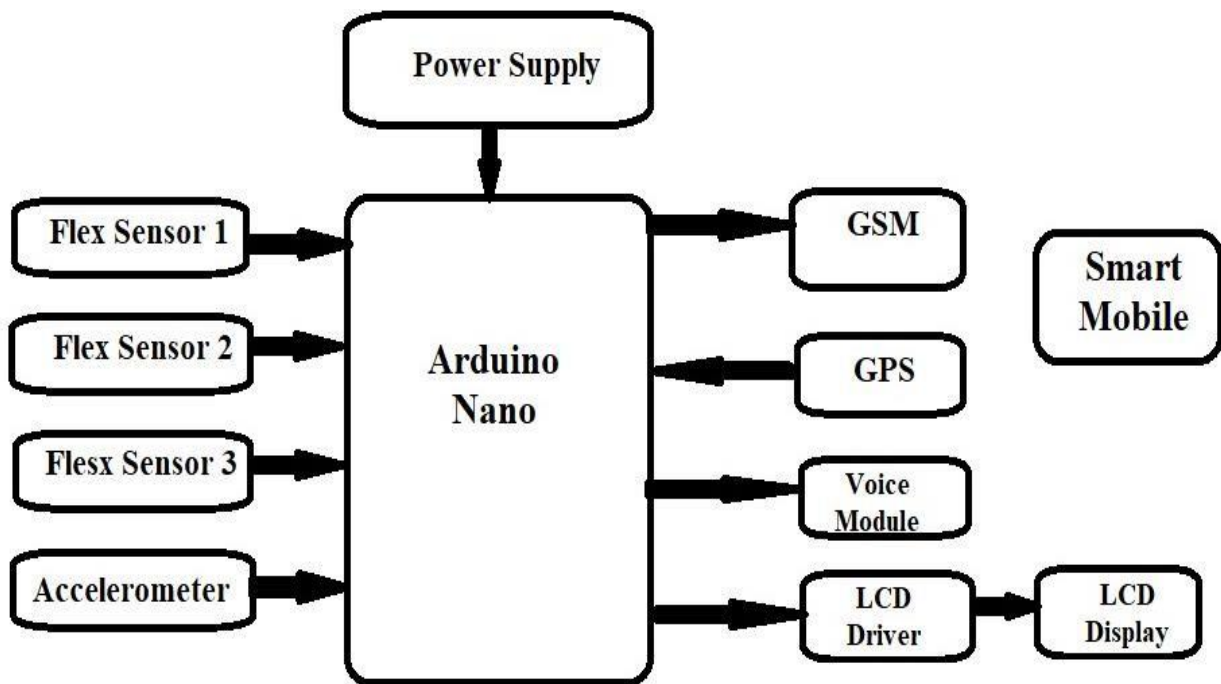 Power Supply
Flex Sensor 1
GSM
Smart
Mobile
Flex Sensor 2
Arduino
Nano
GPS
Flesx Sensor 3
Voice
Module
Accelerometer
LCD
Driver
LCD
Display